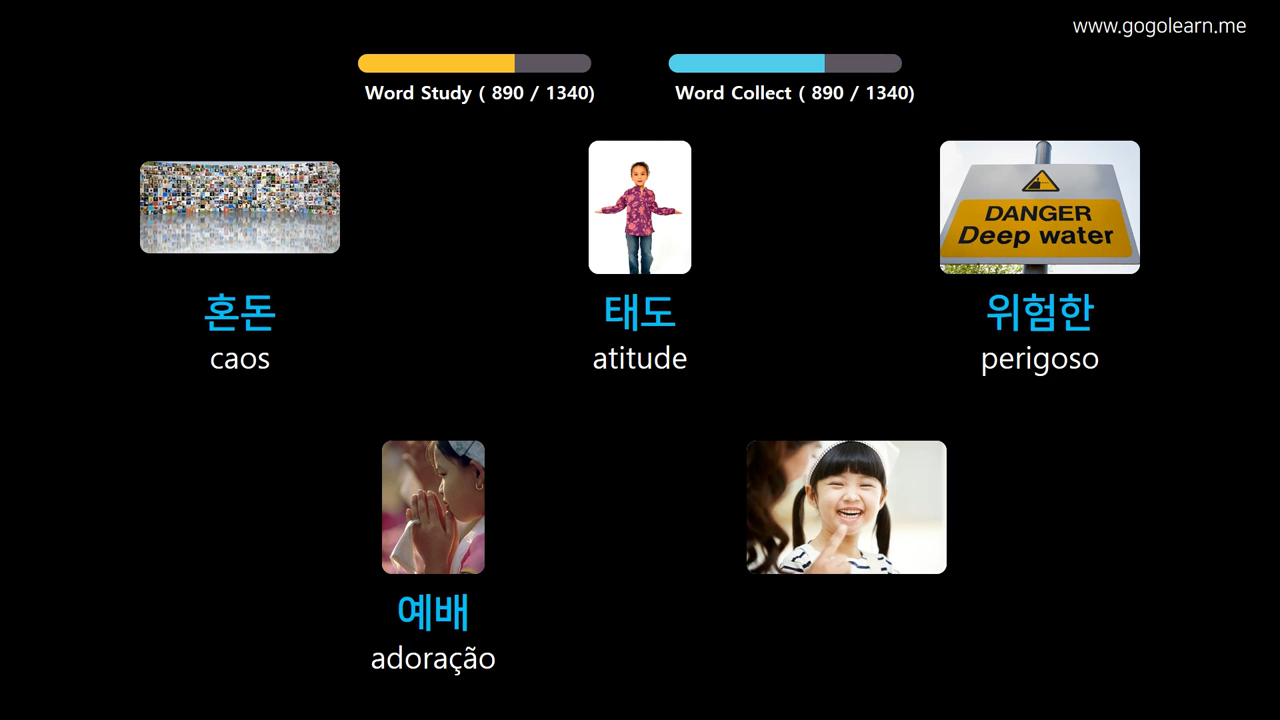 www.gogolearn.me
Word Study ( 890 / 1340)
Word Collect ( 890 / 1340)
DANGER
Deep water
혼돈
caos
태도
atitude
위험한
perigoso
예배
adoração